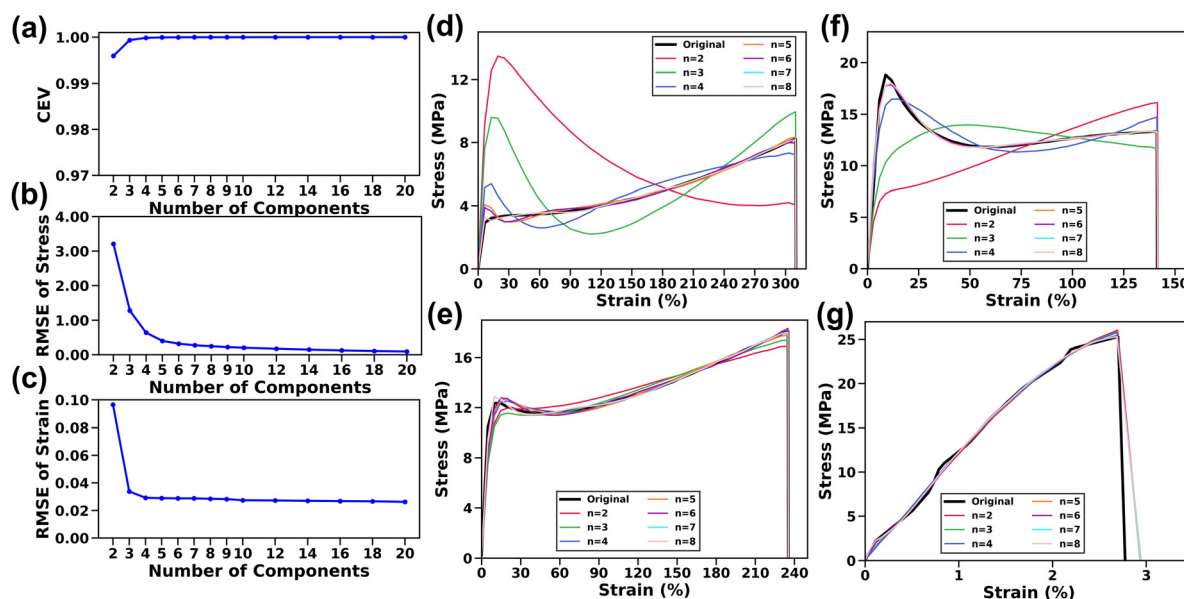 (a)
1.00
0.99
0.98
0.97
CEV
2 3 4 5 6 7 8 9 10 12 14 16 18 20
Number of Components
(b)
4.00
3.00
2.00
1.00
0.00
RMSE of Stress
2 3 4 5 6 7 8 9 10 12 14 16 18 20
Number of Components
(c)
0.10
0.08
0.06
0.04
0.02
0.00
RMSE of Strain
2 3 4 5 6 7 8 9 10 12 14 16 18 20
Number of Components
(d)
Original n=5
n=2 n=6
n=3 n=7
n=4 n=8
12
8
4
0
Stress (MPa)
0 30 60 90 120 150 180 210 240 270 300
Strain (%)
(e)
16
12
8
4
0
Stress (MPa)
Original n=5
n=2 n=6
n=3 n=7
n=4 n=8
0 30 60 90 120 150 180 210 240
Strain (%)
(f)
20
15
10
5
0
Stress (MPa)
Original n=5
n=2 n=6
n=3 n=7
n=4 n=8
0 25 50 75 100 125 150
Strain (%)
(g)
25
20
15
10
5
0
Stress (MPa)
Original n=5
n=2 n=6
n=3 n=7
n=4 n=8
0 1 2 3
Strain (%)